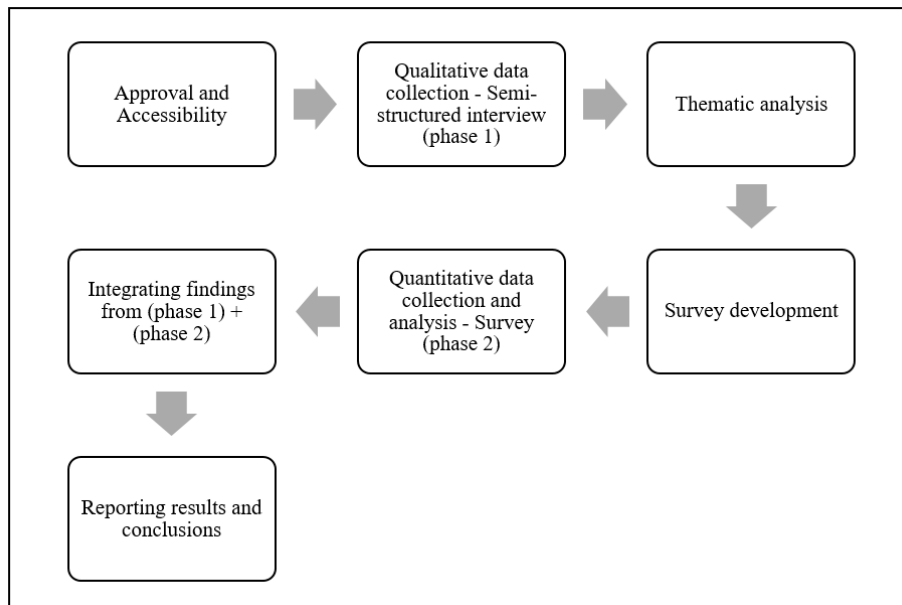 Approval and
Accessibility
Qualitative data
collection - Semi-
structured interview
(phase 1)
Thematic analysis
Survey development
Quantitative data
collection and
analysis - Survey
(phase 2)
Integrating findings
from (phase 1) +
(phase 2)
Reporting results and
conclusions